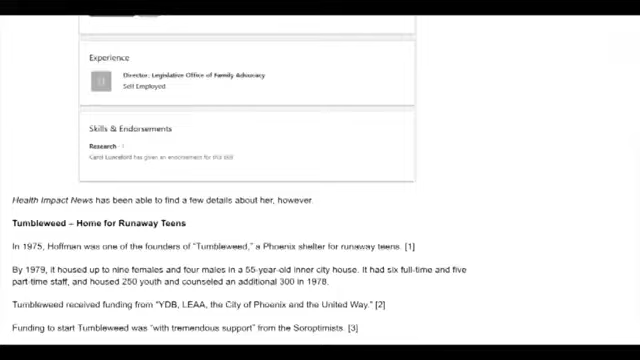 Experience
Director: Legislative Office of Family Advocacy
Self Employed
Skills & Endorsements
Research
has given an endorsement for this skill
Health Impact News has been able to find a few details about her, however.
Tumbleweed – Home for Runaway Teens
In 1975, Hoffman was one of the founders of "Tumbleweed," a Phoenix shelter for runaway teens. [1]
By 1979, it housed up to nine females and four males in a 55-year-old inner city house. It had six full-time and five
part-time staff, and housed 250 youth and counseled an additional 300 in 1978.
Tumbleweed received funding from "YDB, LEAA, the City of Phoenix and the United Way." [2]
Funding to start Tumbleweed was "with tremendous support" from the Soroptimists. [3]